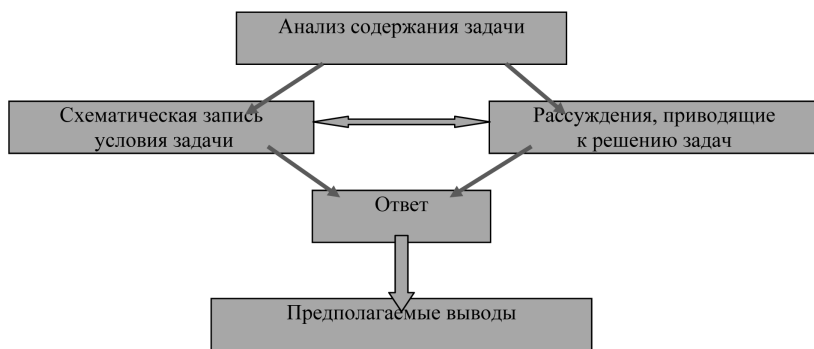 Анализ содержания задачи
Схематическая запись
условия задачи
Рассуждения, приводящие
к решению задач
Ответ
Предполагаемые выводы